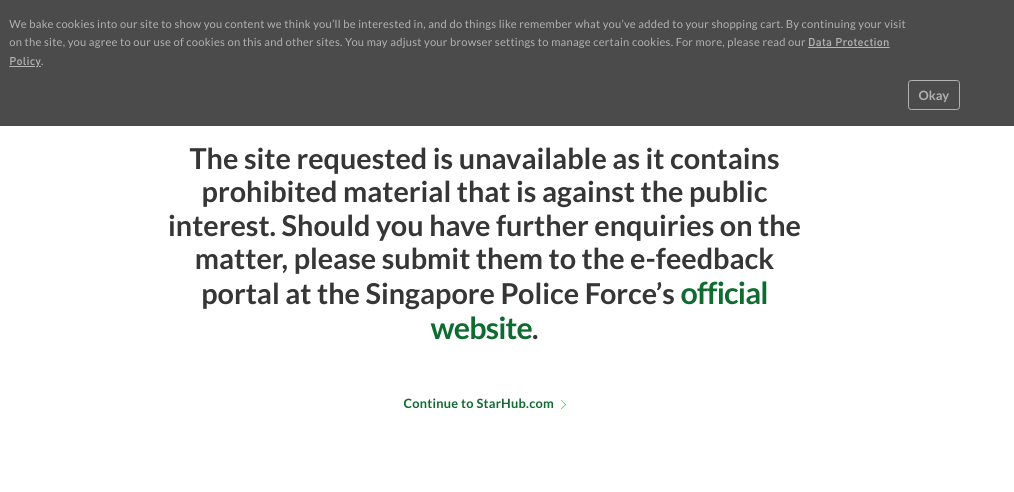 We bake cookies into our site to show you content we think you'll be interested in, and do things like remember what you've added to your shopping cart. By continuing your visit
on the site, you agree to our use of cookies on this and other sites. You may adjust your browser settings to manage certain cookies. For more, please read our Data Protection
Policy.
Okay
The site requested is unavailable as it contains
prohibited material that is against the public
interest. Should you have further enquiries on the
matter, please submit them to the e-feedback
portal at the Singapore Police Force’s official
website.
Continue to StarHub.com